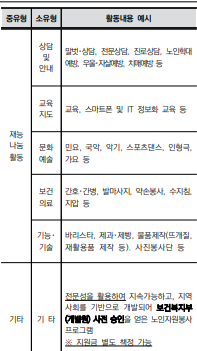 중유형 소유형 활동내용 예시
재능
나눔
활동
상담
및
안내
말벗·상담, 전문상담, 진로상담, 노인학대
예방, 우울·자살예방, 치매예방 등
교육
지도
교육, 스마트폰 및 IT 정보화 교육 등
문화
예술
민요, 국악, 악기, 스포츠댄스, 인형극,
가요 등
보건
의료
간호·간병, 발마사지, 약손봉사, 수지침,
지압 등
기능·
기술
바리스타, 제과·제빵, 물품제작(뜨개질,
재활용품 제작 등), 사진봉사단 등
기타
기 타
전문성을 활용하여 지속가능하고, 지역
사회를 기반으로 개발되어 보건복지부
(개발원) 사전 승인을 얻은 노인자원봉사
프로그램
※ 지원금 별도 책정 가능